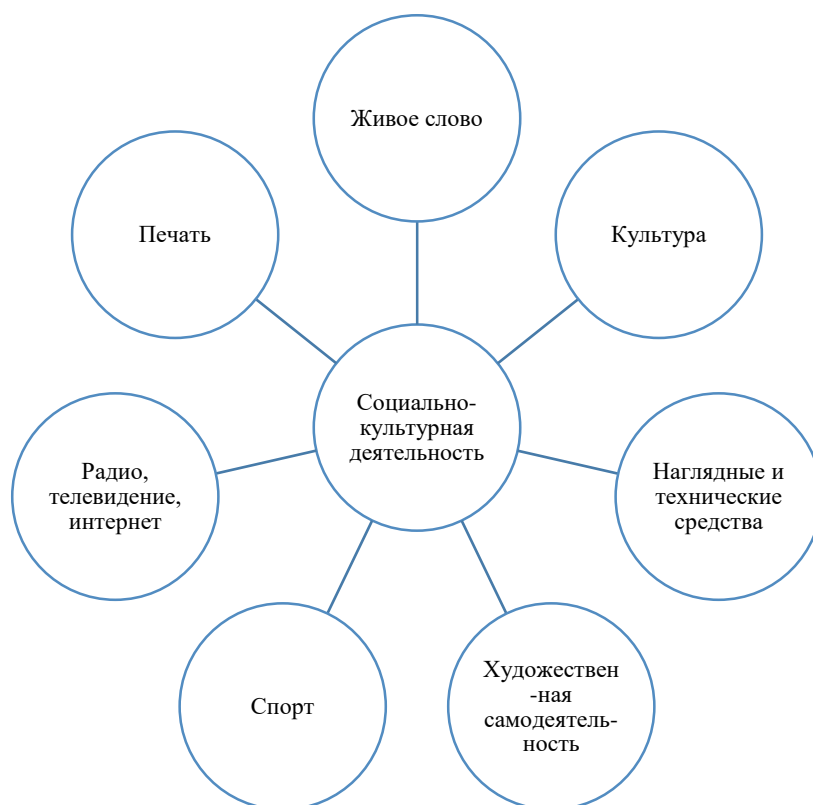 Живое слово
Печать
Культура
Социально-
культурная
деятельность
Радио,
телевидение,
интернет
Наглядные и
технические
средства
Спорт
Художествен
-ная
самодеятель-
ность